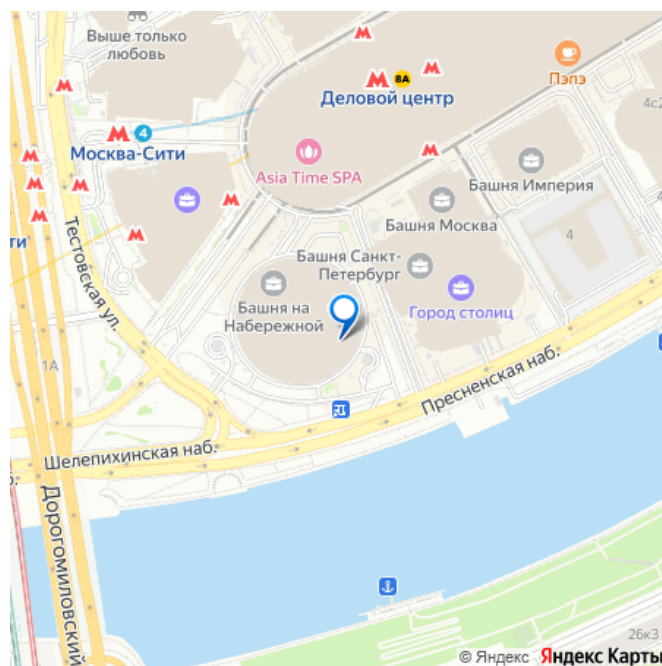 Выше только
любовь
Пэпэ
8А
Деловой центр
4с2
4
Москва-Сити
Asia Time SPA
Башня Империя
Башня Москва
4
Тестовская ул.
Башня Санкт-
Петербург
Башня на
Набережной
Город столиц
1А
Пресненская наб.
Шелепихинская наб.
Дорогомиловский
26к3
© Яндекс Яндекс Карты